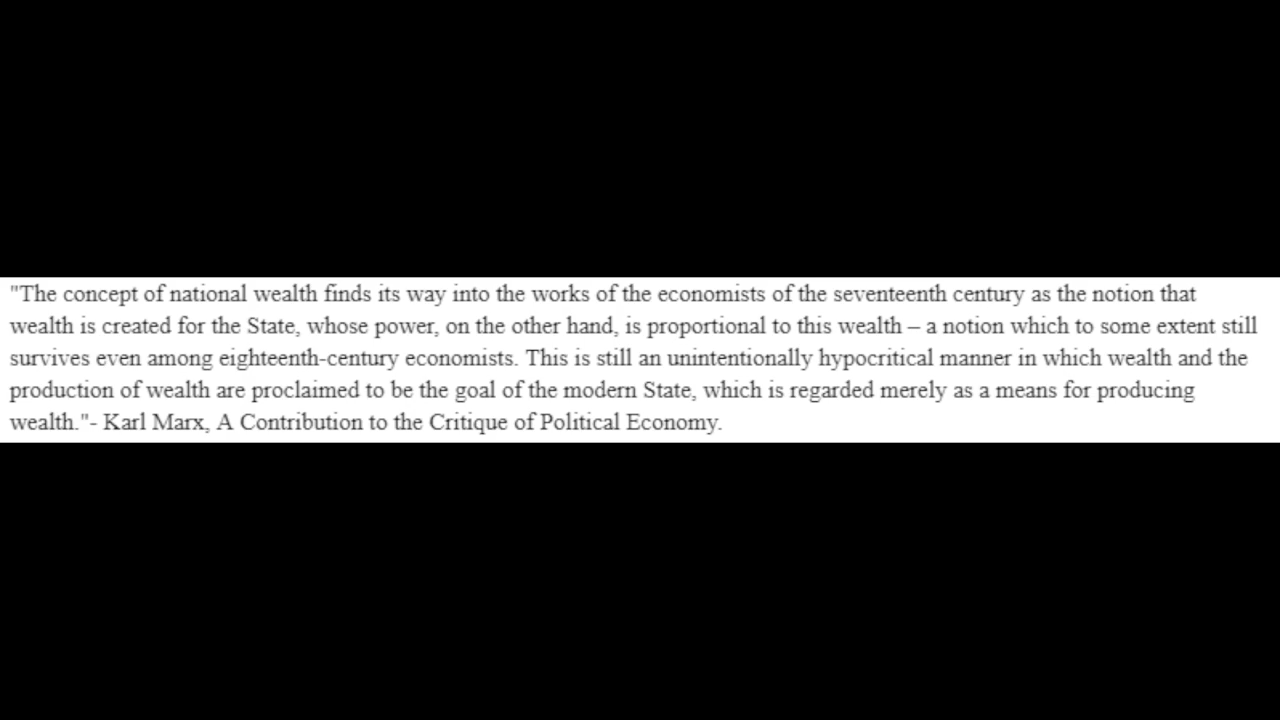 "The concept of national wealth finds its way into the works of the economists of the seventeenth century as the notion that
wealth is created for the State, whose power, on the other hand, is proportional to this wealth – a notion which to some extent still
survives even among eighteenth-century economists. This is still an unintentionally hypocritical manner in which wealth and the
production of wealth are proclaimed to be the goal of the modern State, which is regarded merely as a means for producing
wealth."- Karl Marx, A Contribution to the Critique of Political Economy.